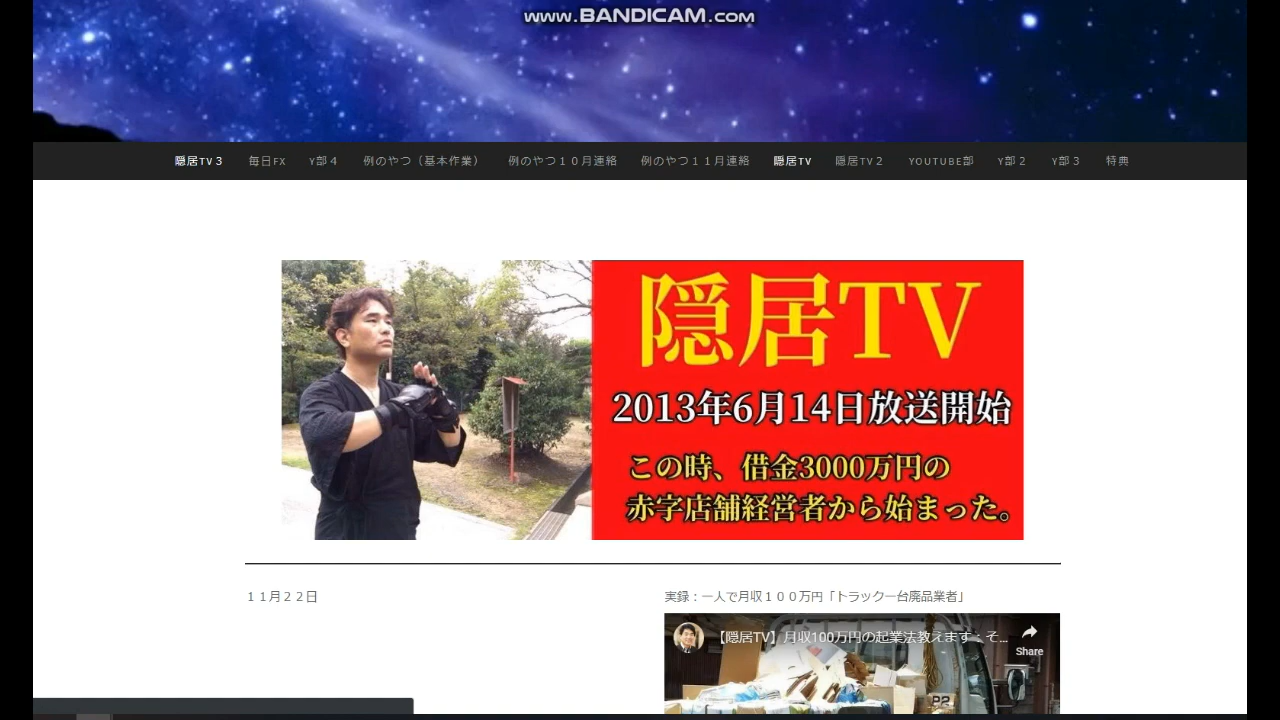 www.BANDICAM.com
隠居TV３ 毎日FX Y部４ 例のやつ（基本作業） 例のやつ１０月連絡 例のやつ１１月連絡 隠居TV 隠居TV２ YOUTUBE部 Y部２ Y部３ 特典
隠居TV
2013年6月14日放送開始
この時、借金3000万円の
赤字店舗経営者から始まった。
１１月２２日
実録：一人で月収１００万円「トラック一台廃品業者」
【隠居TV】月収100万円の起業法教えます：そ...
Share